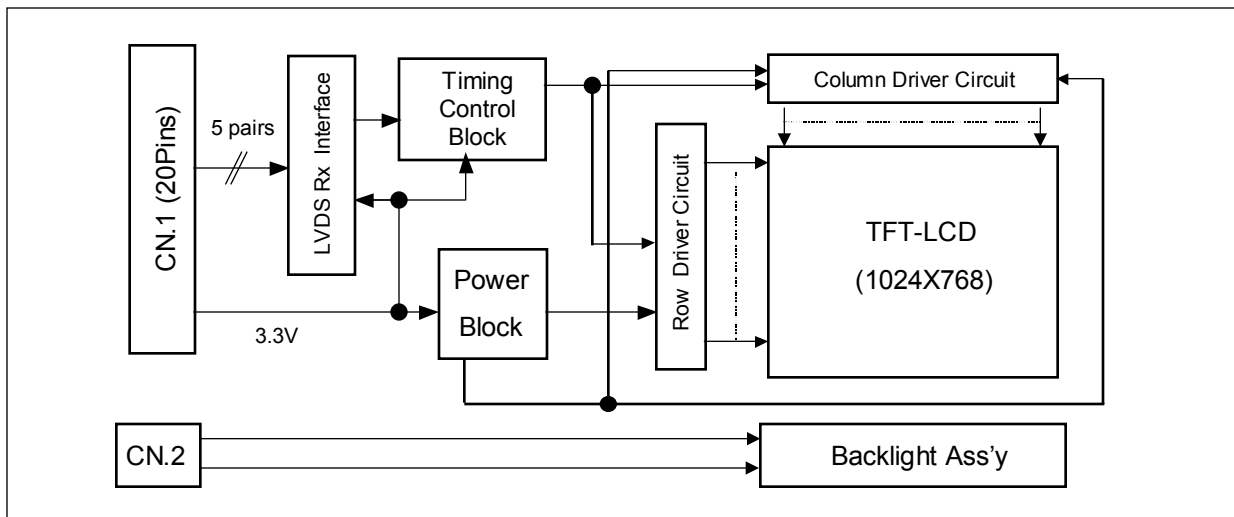 CN.1 (20Pins)
5 pairs
3.3V
LVDS Rx Interface
Timing
Control
Block
Power
Block
Row Driver Circuit
Column Driver Circuit
TFT-LCD
(1024X768)
CN.2
Backlight Ass'y